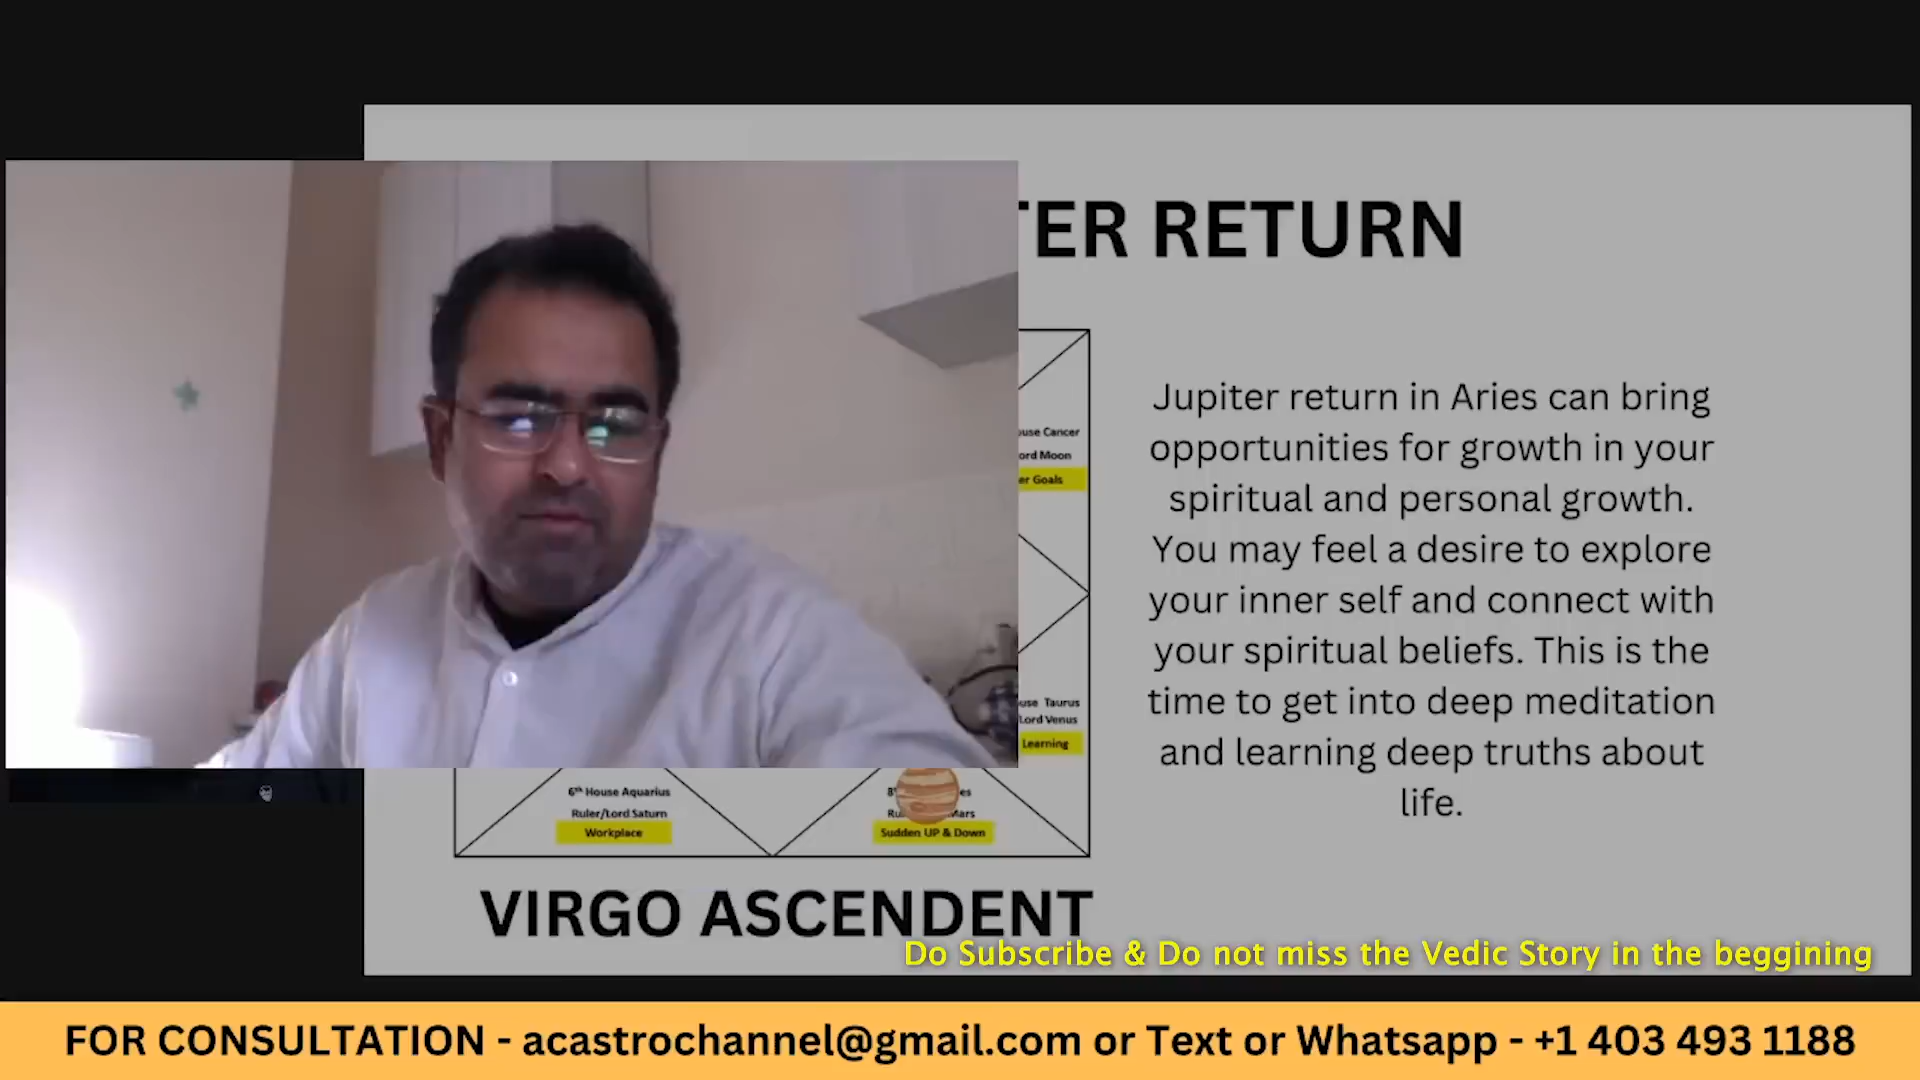 TER RETURN
use Cancer
ord Moon
er Goals
Jupiter return in Aries can bring
opportunities for growth in your
spiritual and personal growth.
You may feel a desire to explore
your inner self and connect with
your spiritual beliefs. This is the
time to get into deep meditation
and learning deep truths about
life.
use Taurus
Lord Venus
Learning
6th House Aquarius
Ruler/Lord Saturn
Workplace
8 es
Ru Mars
Sudden UP & Down
VIRGO ASCENDENT
Do Subscribe & Do not miss the Vedic Story in the beggining
FOR CONSULTATION - acastrochannel@gmail.com or Text or Whatsapp - +1 403 493 1188